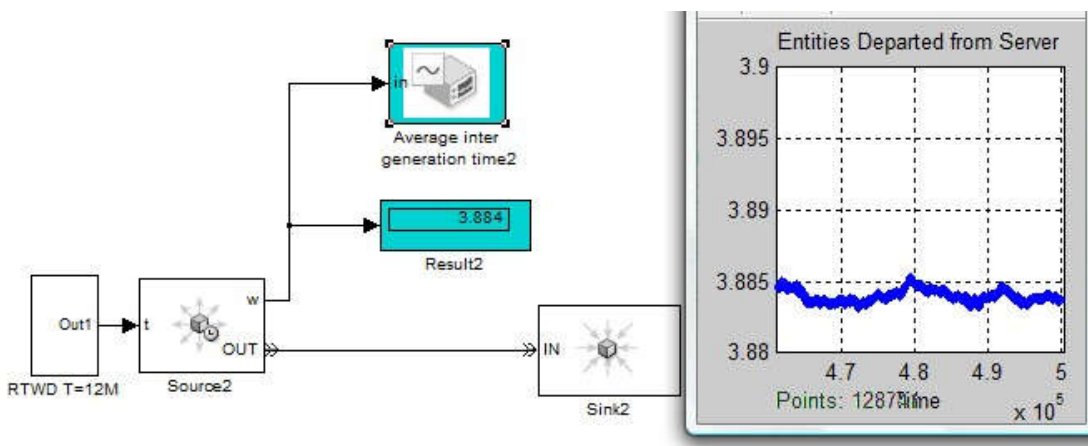 in
Average inter
generation time2
3.884
Result2
Out1
RTWD T=12M
t
w
OUT
Source2
IN
Sink2
Entities Departed from Server
3.9
3.895
3.89
3.885
3.88
4.7 4.8 4.9 5
Points:
x 10^5